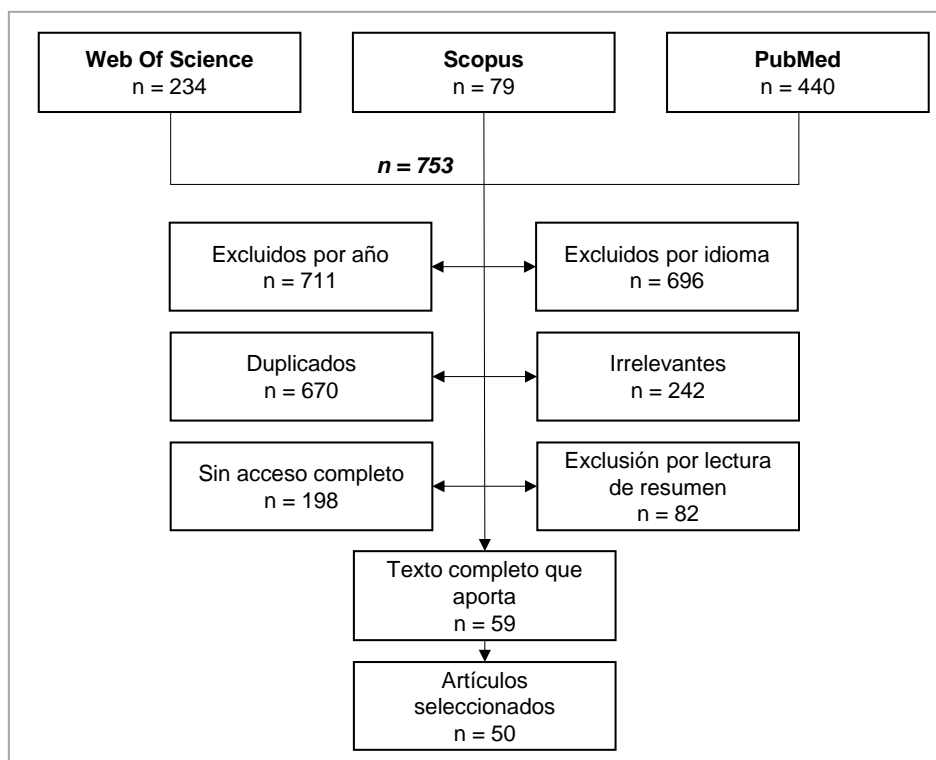 Web Of Science
n = 234
Scopus
n = 79
PubMed
n = 440
n = 753
Excluidos por año
n = 711
Excluidos por idioma
n = 696
Duplicados
n = 670
Irrelevantes
n = 242
Sin acceso completo
n = 198
Exclusión por lectura
de resumen
n = 82
Texto completo que
aporta
n = 59
Artículos
seleccionados
n = 50